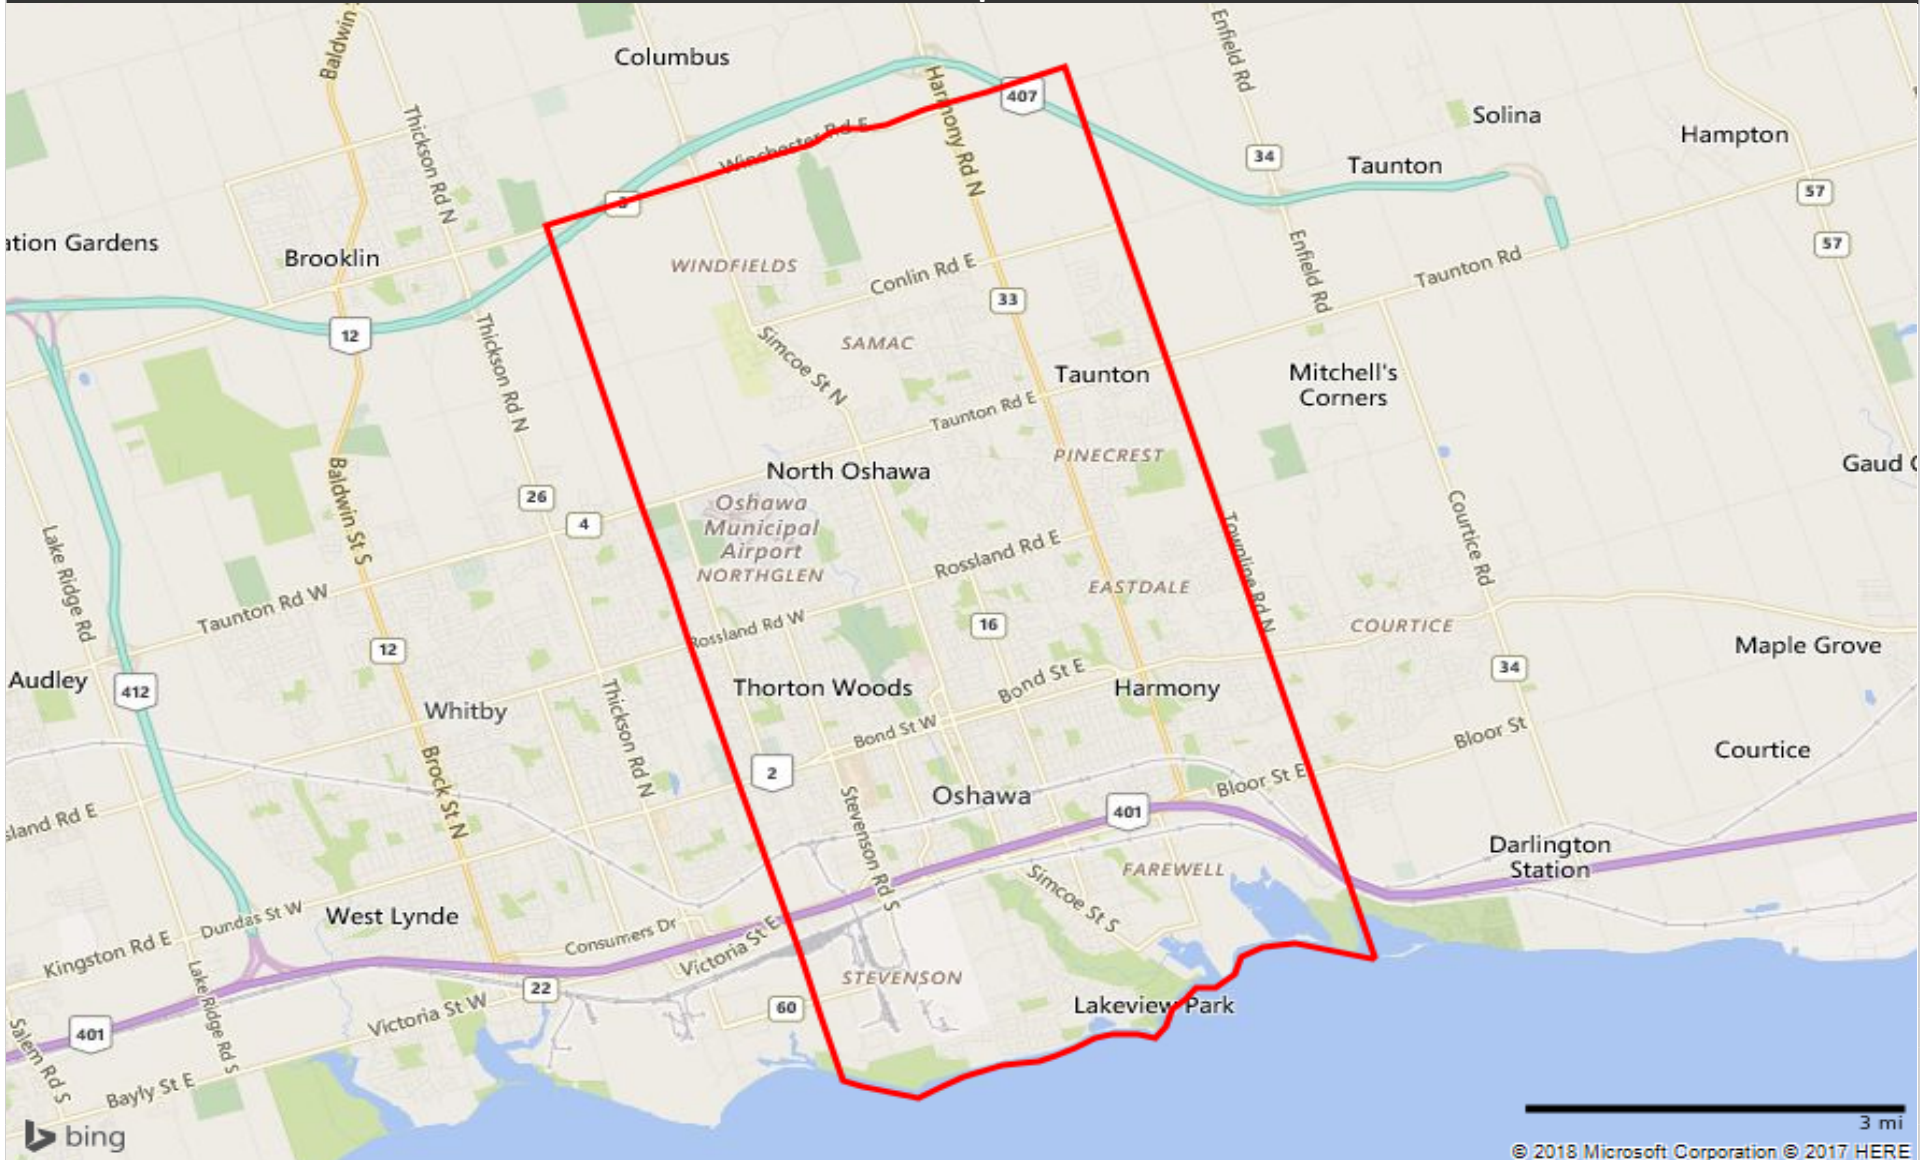 Baldwin
Columbus
Harmony Rd N
407
Enfield Rd
Solina
Hampton
Thickson Rd N
Winchester Rd E
34
Taunton
57
3
57
ation Gardens
Brooklin
WINDFIELDS
Conlin Rd E
Enfield Rd
Taunton Rd
33
12
Thickson Rd N
Simcoe St N
SAMAC
Taunton
Mitchell's
Corners
Taunton Rd E
PINECREST
Gaud
North Oshawa
26
4
Oshawa
Municipal
Airport
NORTHGLEN
Baldwin St S
Lake Ridge Rd
Townline Rd N
Courtice Rd
Rossland Rd E
EASTDALE
Taunton Rd W
Rossland Rd W
16
COURTICE
12
Maple Grove
Audley
412
Thorton Woods
Bond St E
Harmony
34
Whitby
Thickson Rd N
Bond St W
Bloor St
Courtice
Brock St N
2
Bloor St E
Oshawa
Stevenson Rd S
401
sland Rd E
Darlington
Station
FAREWELL
Simcoe St S
West Lynde
Dundas St W
Consumers Dr
Victoria St E
Kingston Rd E
Lake Ridge Rd S
STEVENSON
22
60
Lakeview Park
Victoria St W
401
Salem Rd S
Bayly St E
bing
3 mi
© 2018 Microsoft Corporation © 2017 HERE